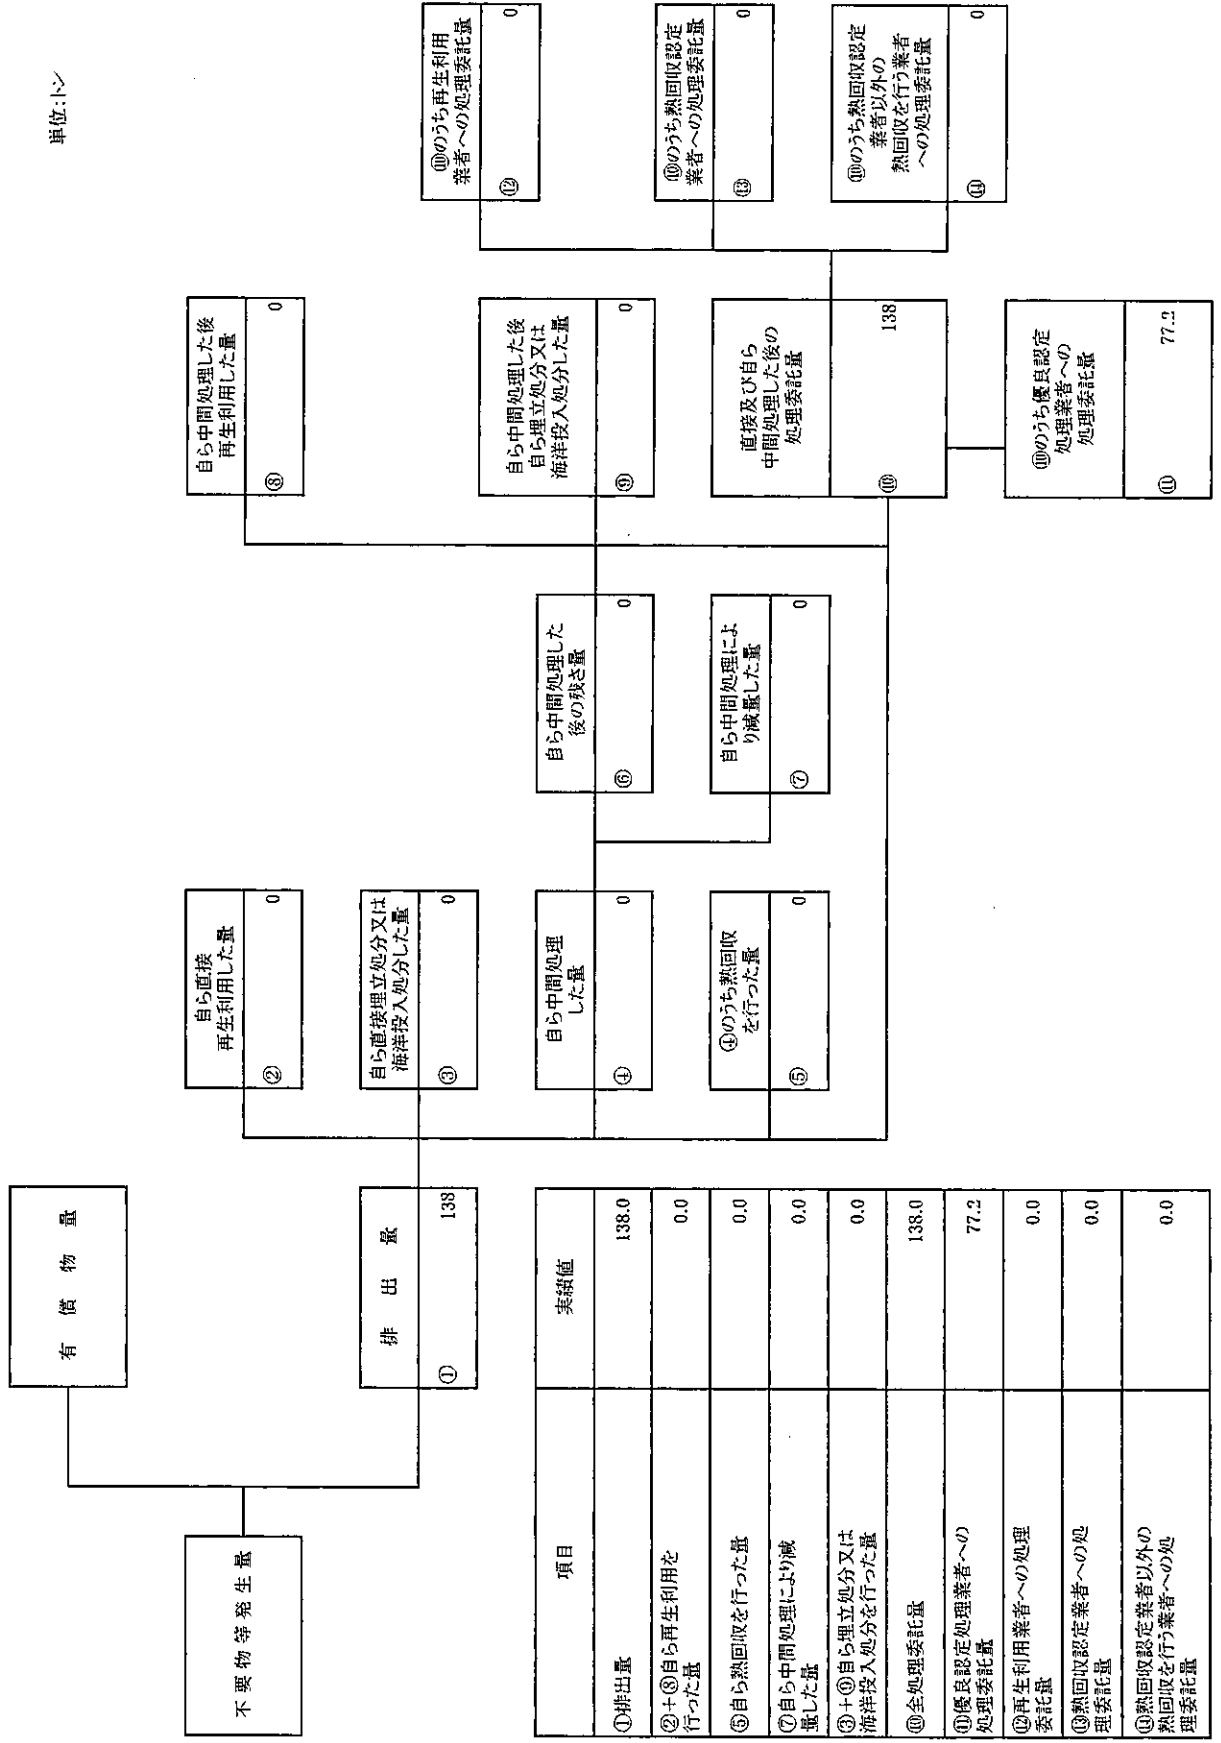 単位:トン
有償物量
不要物等発生量
排出量
① 138
自ら直接
再生利用した量
② 0
自ら直接埋立処分又は
海洋投入処分した量
③ 0
自ら中間処理
した量
④ 0
④のうち熱回収
を行った量
⑤ 0
自ら中間処理した
後の残さ量
⑥ 0
自ら中間処理によ
り減量した量
⑦ 0
自ら中間処理した後
再生利用した量
⑧ 0
自ら中間処理した後
自ら埋立処分又は
海洋投入処分した量
⑨ 0
直接及び自ら
中間処理した後の
処理委託量
⑩ 138
⑩のうち優良認定
処理業者への
処理委託量
⑪ 77.2
⑩のうち再生利用
業者への処理委託量
⑫ 0
⑩のうち熱回収認定
業者への処理委託量
⑬ 0
⑩のうち熱回収認定
業者以外の
熱回収を行う業者
への処理委託量
⑭ 0
項目 実績値
①排出量 138.0
②+⑧自ら再生利用を
行った量 0.0
⑤自ら熱回収を行った量 0.0
⑦自ら中間処理により減
量した量 0.0
③+⑨自ら埋立処分又は
海洋投入処分を行った量 0.0
⑩全処理委託量 138.0
⑪優良認定処理業者への
処理委託量 77.2
⑫再生利用業者への処理
委託量 0.0
⑬熱回収認定業者への処
理委託量 0.0
⑭熱回収認定業者以外の
熱回収を行う業者への処
理委託量 0.0